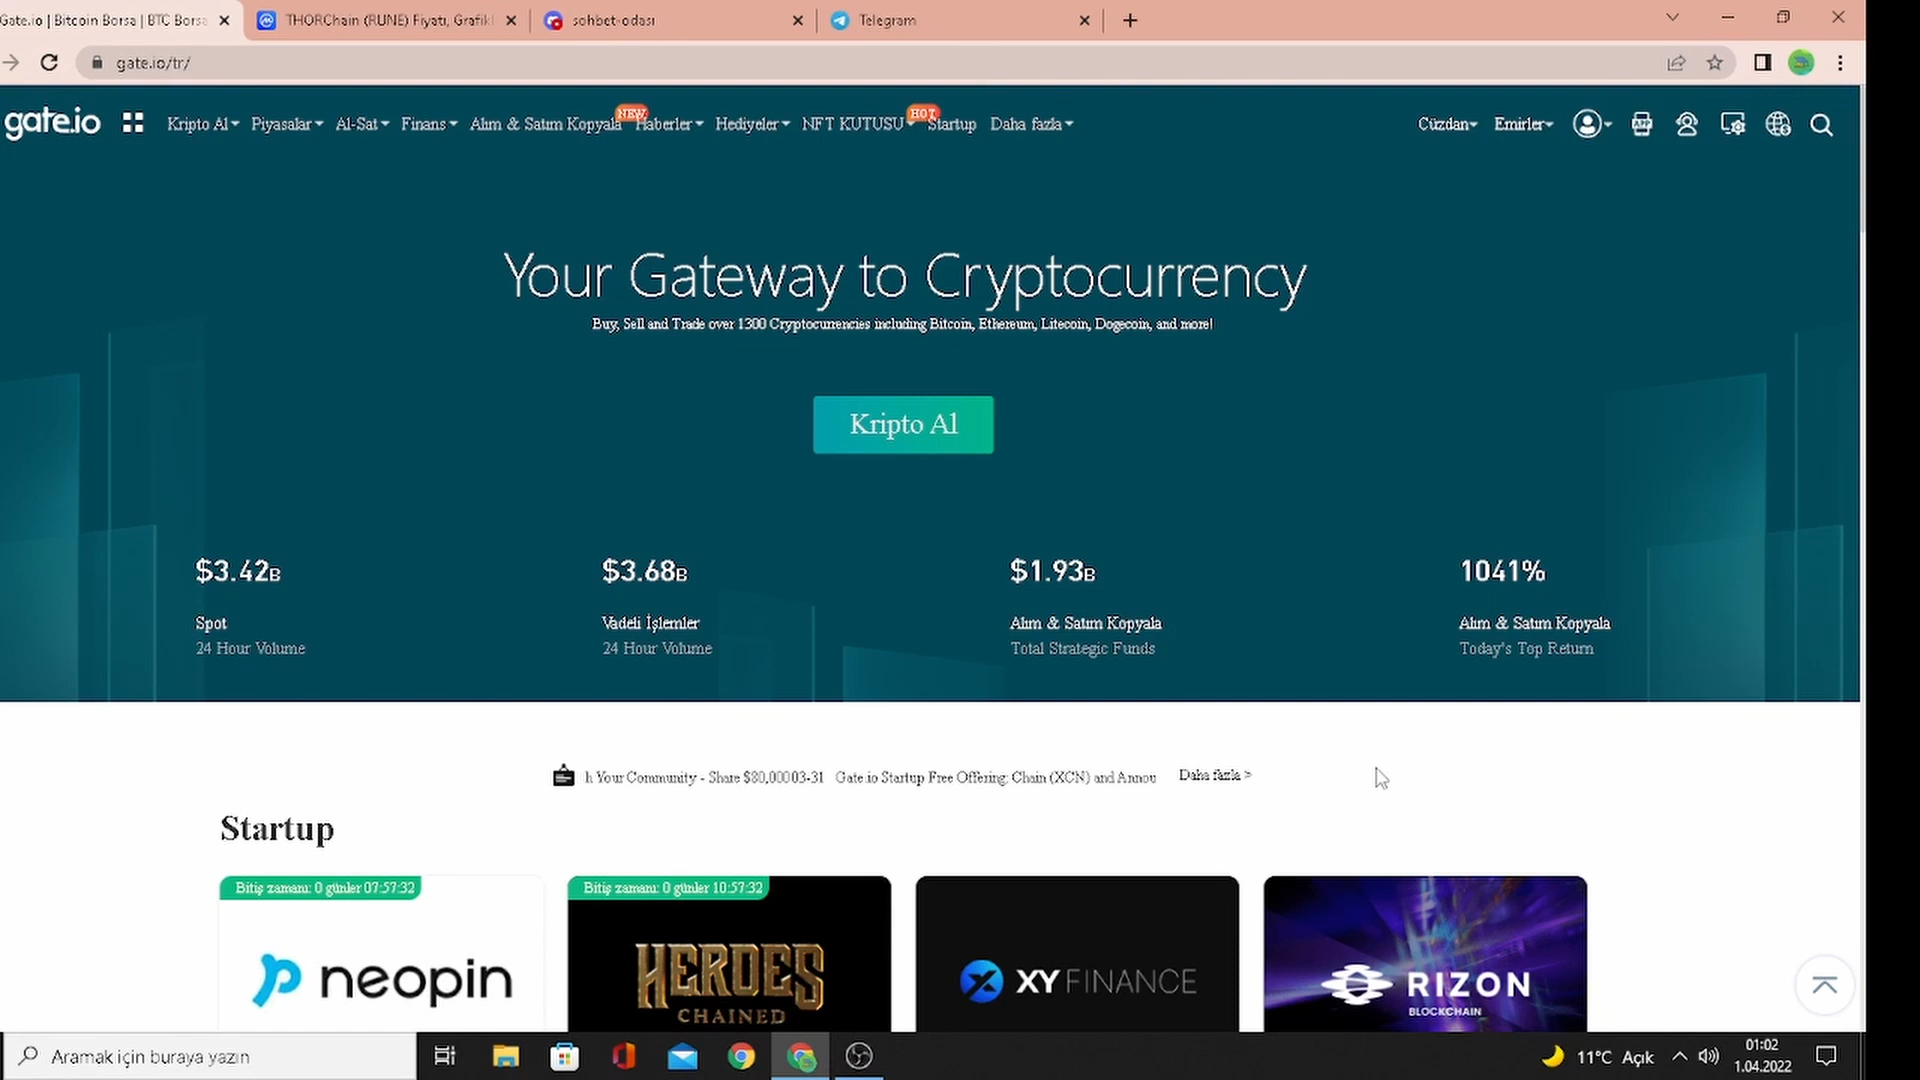 Gate.io | Bitcoin Borsa | BTC Borsa
THORChain (RUNE) Fiyatı, Grafik
sohbet-odası
Telegram
gate.io/tr/
gate.io
Kripto Al
Piyasalar
Al-Sat
Finans
Alım & Satım Kopyala
NEW
Haberler
Hediyeler
NFT KUTUSU
HOT
Startup
Daha fazla
Cüzdan
Emirler
APP
Your Gateway to Cryptocurrency
Buy, Sell and Trade over 1300 Cryptocurrencies including Bitcoin, Ethereum, Litecoin, Dogecoin, and more!
Kripto Al
$3.42B
$3.68B
$1.93B
1041%
Spot
Vadeli İşlemler
Alım & Satım Kopyala
Alım & Satım Kopyala
24 Hour Volume
24 Hour Volume
Total Strategic Funds
Today's Top Return
h Your Community - Share $80,000 03-31 Gate.io Startup Free Offering: Chain (XCN) and Annou
Daha fazla >
Startup
Bitiş zamanı: 0 günler 07:57:32
Bitiş zamanı: 0 günler 10:57:32
neopin
HEROES
CHAINED
XY FINANCE
RIZON
BLOCKCHAIN
Aramak için buraya yazın
11°C Açık
01:02
1.04.2022